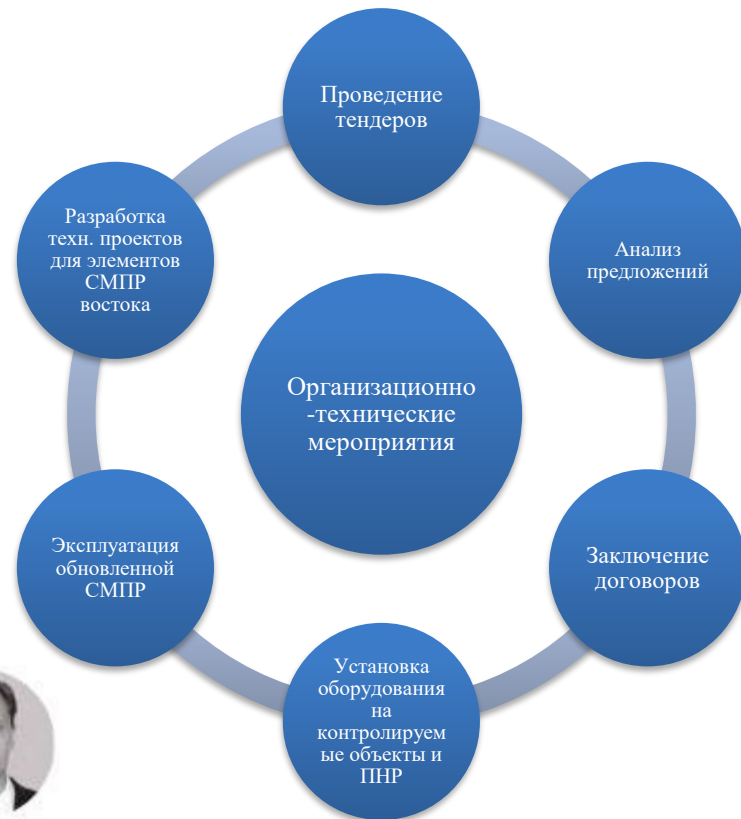 Проведение
тендеров
Анализ
предложений
Заключение
договоров
Установка
оборудования
на
контролируем
ые объекты и
ПНР
Эксплуатация
обновленной
СМПР
Разработка
техн. проектов
для элементов
СМПР
востока
Организационно
-технические
мероприятия